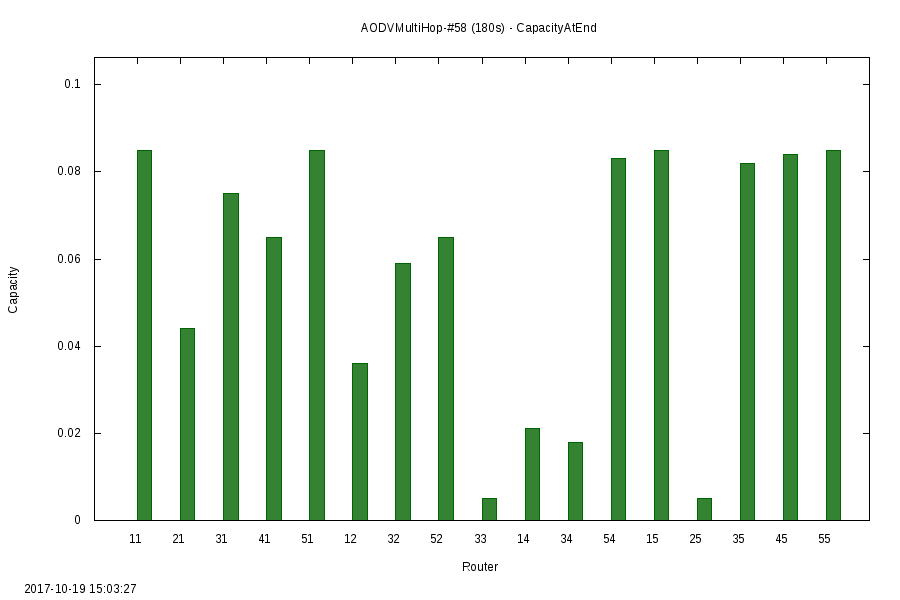 AODVMultiHop-#58 (180s) - CapacityAtEnd
Capacity
0.1
0.08
0.06
0.04
0.02
0
11 21 31 41 51 12 32 52 33 14 34 54 15 25 35 45 55
Router
2017-10-19 15:03:27